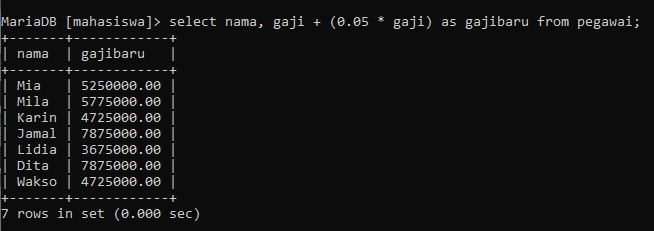 MariaDB [mahasiswa]> select nama, gaji + (0.05 * gaji) as gajibaru from pegawai;
+-------+------------+
| nama  | gajibaru   |
+-------+------------+
| Mia   | 5250000.00 |
| Mila  | 5775000.00 |
| Karin | 4725000.00 |
| Jamal | 7875000.00 |
| Lidia | 3675000.00 |
| Dita  | 7875000.00 |
| Wakso | 4725000.00 |
+-------+------------+
7 rows in set (0.000 sec)